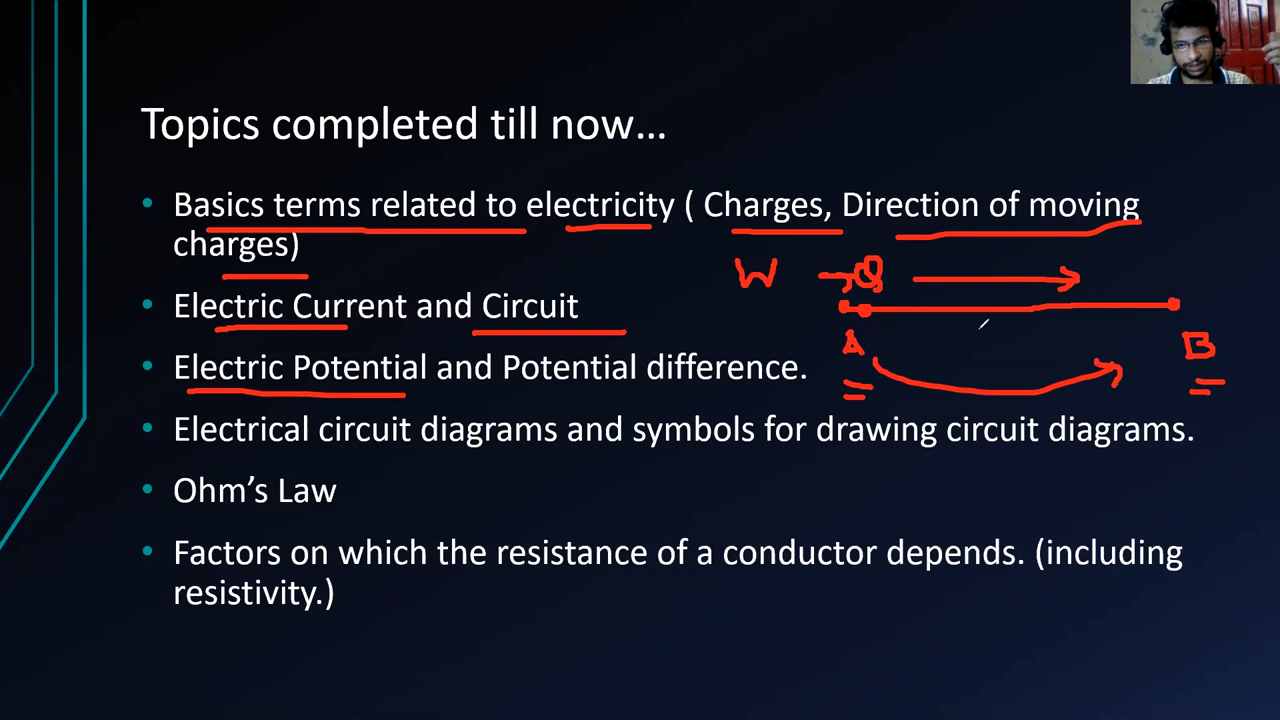 Topics completed till now...
• Basics terms related to electricity ( Charges, Direction of moving
charges)
W Q
• Electric Current and Circuit
A B
• Electric Potential and Potential difference.
• Electrical circuit diagrams and symbols for drawing circuit diagrams.
• Ohm’s Law
• Factors on which the resistance of a conductor depends. (including
resistivity.)